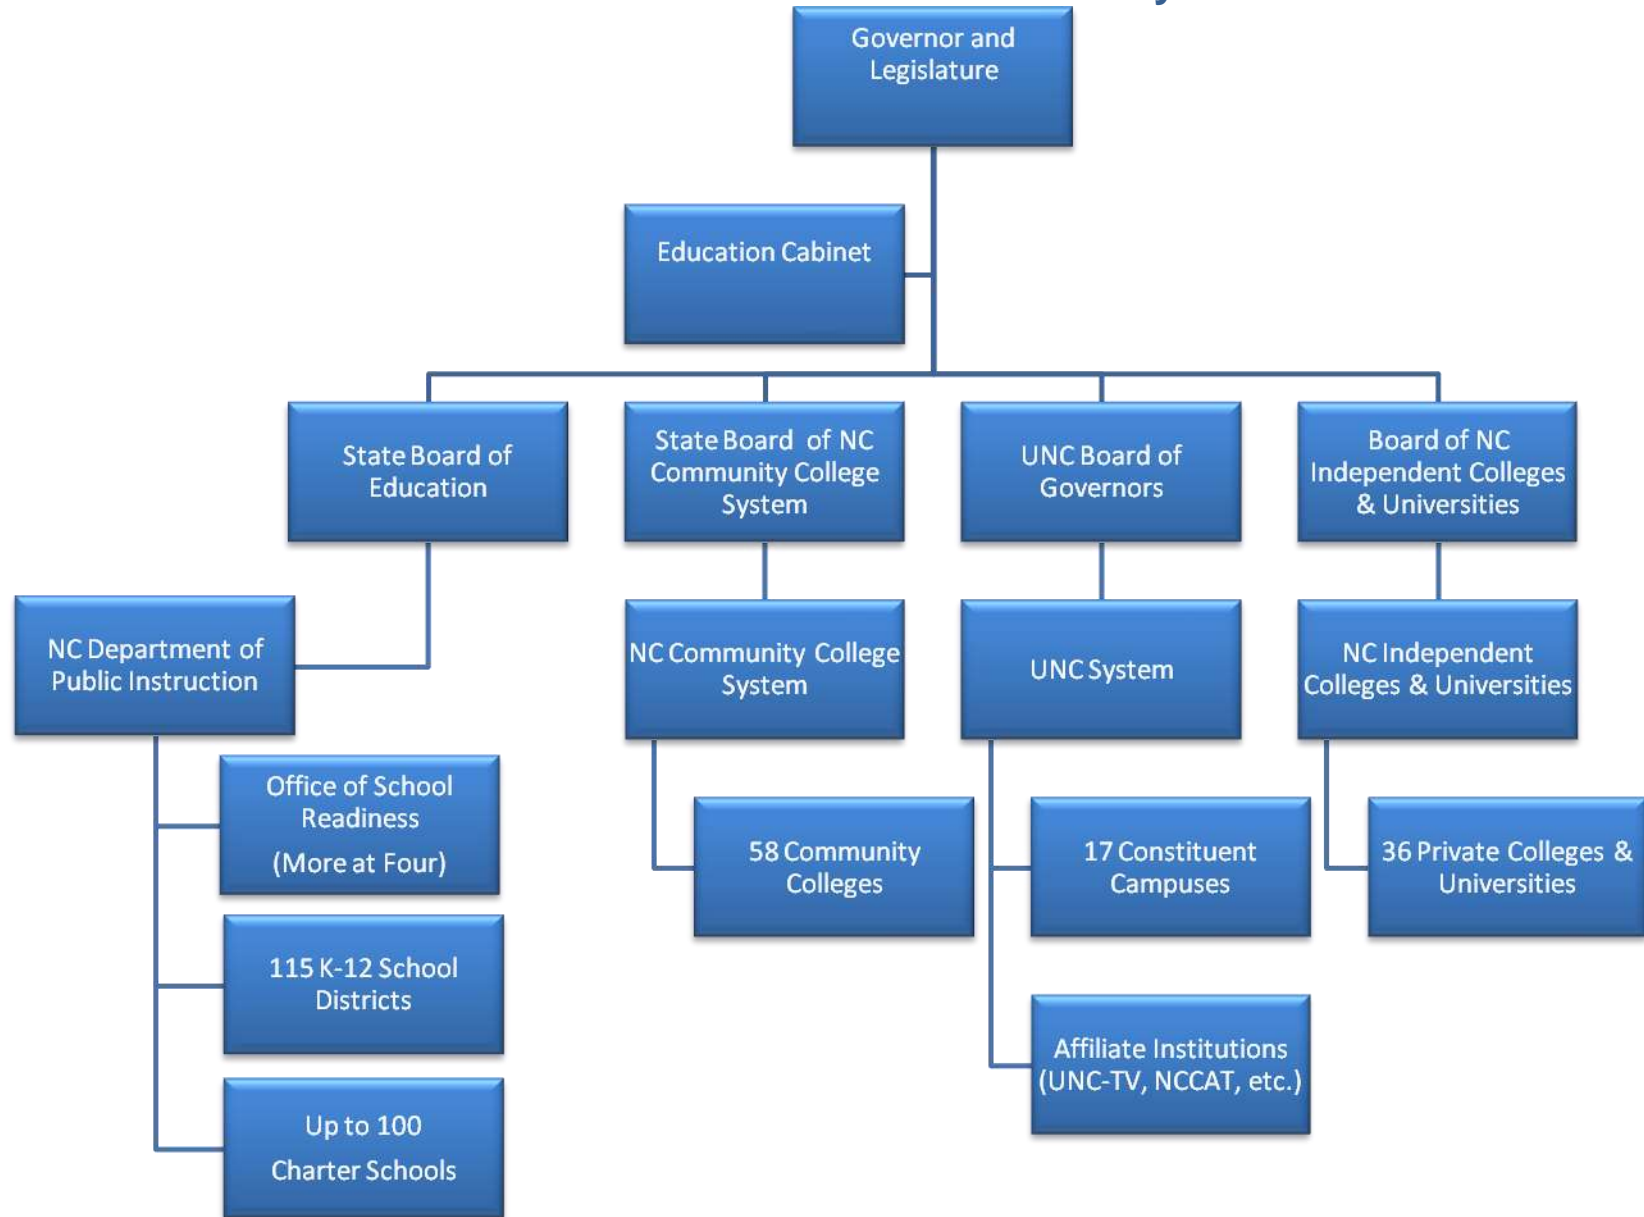 Governor and
Legislature
Education Cabinet
State Board of
Education
State Board of NC
Community College
System
UNC Board of
Governors
Board of NC
Independent Colleges
& Universities
NC Department of
Public Instruction
NC Community College
System
UNC System
NC Independent
Colleges & Universities
Office of School
Readiness
(More at Four)
58 Community
Colleges
17 Constituent
Campuses
36 Private Colleges &
Universities
115 K-12 School
Districts
Affiliate Institutions
(UNC-TV, NCCAT, etc.)
Up to 100
Charter Schools